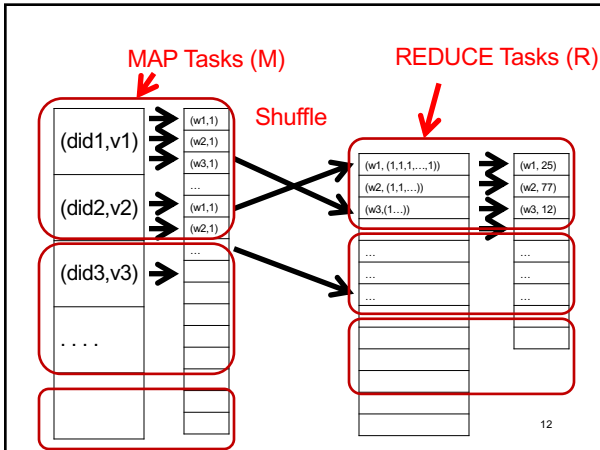 MAP Tasks (M)
REDUCE Tasks (R)
Shuffle
(did1,v1)
(did2,v2)
(did3,v3)
. . . .
(w1,1)
(w2,1)
(w3,1)
...
(w1,1)
(w2,1)
...
(w1, (1,1,1,...,1))
(w2, (1,1,...))
(w3,(1...))
...
...
...
(w1, 25)
(w2, 77)
(w3, 12)
...
...
...
12